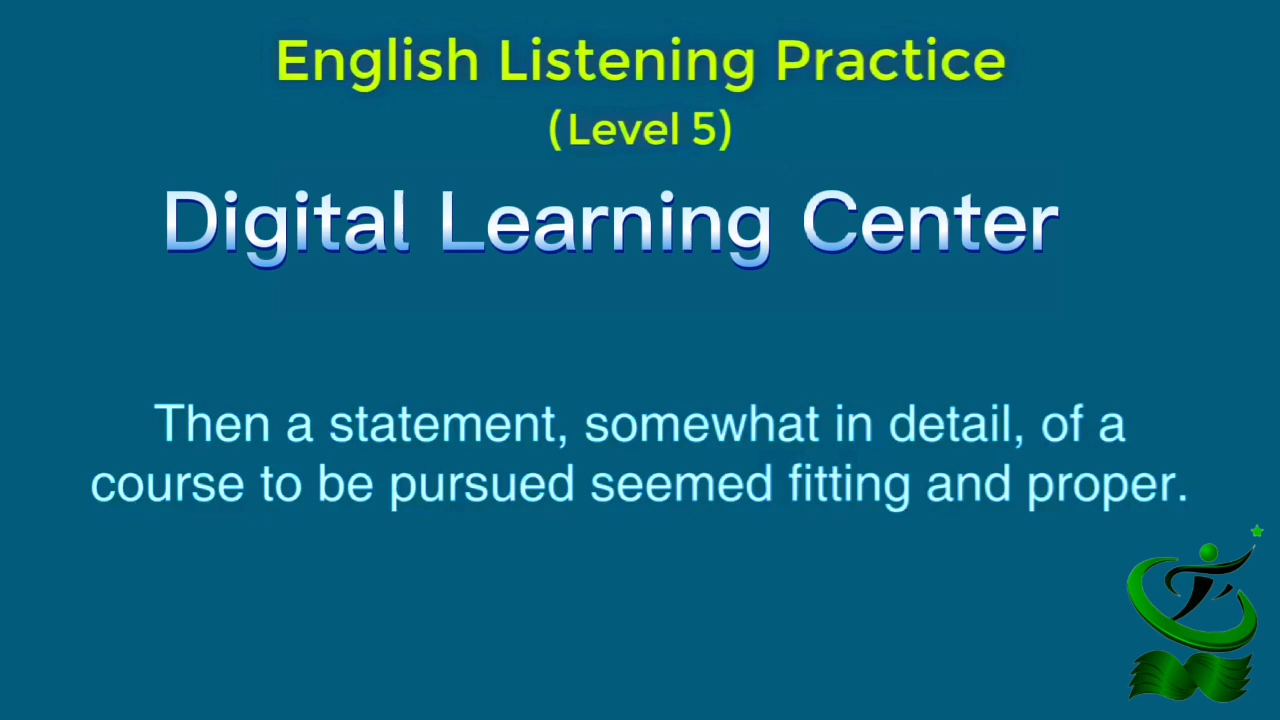 English Listening Practice
(Level 5)
Digital Learning Center
Then a statement, somewhat in detail, of a
course to be pursued seemed fitting and proper.